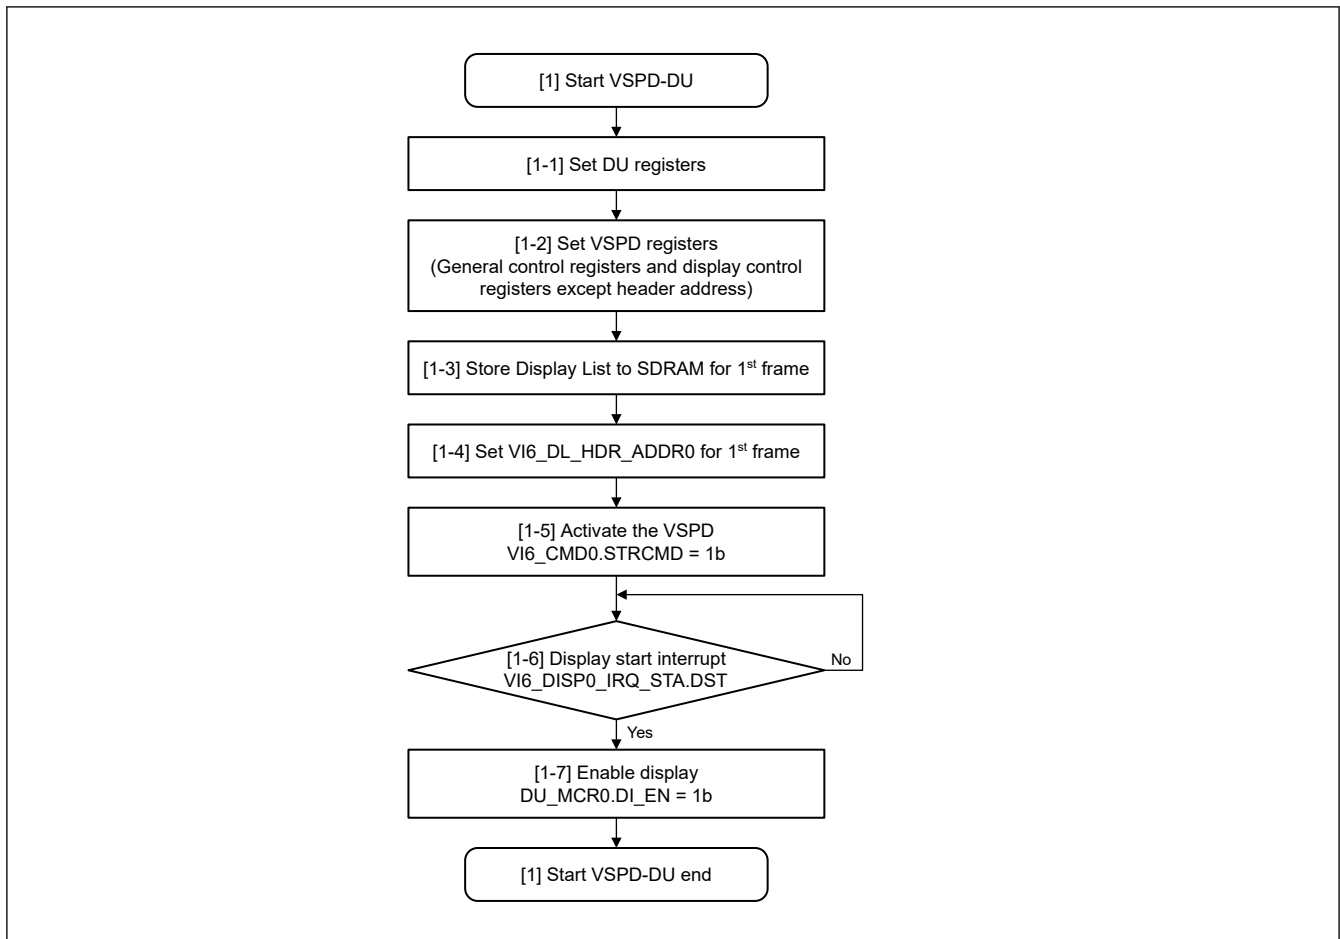 [1] Start VSPD-DU
[1-1] Set DU registers
[1-2] Set VSPD registers
(General control registers and display control
registers except header address)
[1-3] Store Display List to SDRAM for 1st frame
[1-4] Set VI6_DL_HDR_ADDR0 for 1st frame
[1-5] Activate the VSPD
VI6_CMD0.STRCMD = 1b
[1-6] Display start interrupt
VI6_DISP0_IRQ_STA.DST
No
Yes
[1-7] Enable display
DU_MCR0.DI_EN = 1b
[1] Start VSPD-DU end